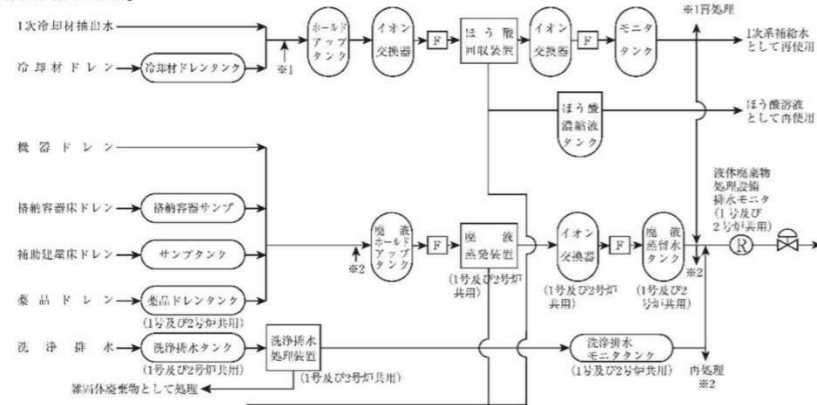 ※1再処理
1次冷却材抽出水
ホールド
アップ
タンク
イオン
交換器
F
ほう酸
回収装置
イオン
交換器
F
モニタ
タンク
1次系補給水
として再使用
冷却材ドレン
冷却材ドレンタンク
※1
ほう酸
濃縮液
タンク
ほう酸溶液
として再使用
機器ドレン
格納容器床ドレン
格納容器サンプ
補助建屋床ドレン
サンプタンク
※2
廃液
ホールド
アップ
タンク
F
廃液
蒸発装置
(1号及び2号炉
共用)
イオン
交換器
(1号及び2号炉
共用)
F
廃液
蒸留水
タンク
(1号及び2
号炉共用)
※2
液体廃棄物
処理設備
排水モニタ
(1号及び
2号炉共用)
R
薬品ドレン
薬品ドレンタンク
(1号及び2号炉共用)
洗浄排水
洗浄排水タンク
(1号及び2号炉共用)
洗浄排水
処理装置
(1号及び2号炉共用)
洗浄排水
モニタタンク
(1号及び2号炉共用)
再処理
※2
雑固体廃棄物として処理